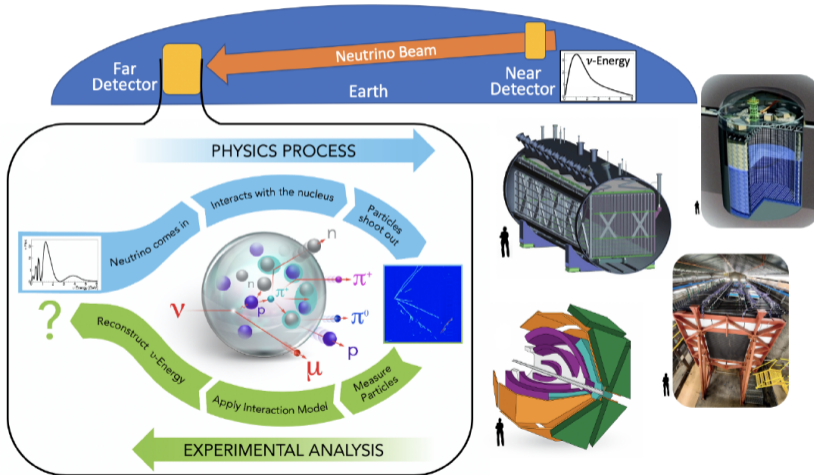 Far
Detector
Neutrino Beam
Earth
Near
Detector
ν-Energy
PHYSICS PROCESS
Neutrino comes in
Interacts with the nucleus
Particles
shoot out
n
n
π⁺
π⁺
p
ν
π⁰
μ
p
?
Reconstruct ν-Energy
Apply Interaction Model
Measure
Particles
EXPERIMENTAL ANALYSIS